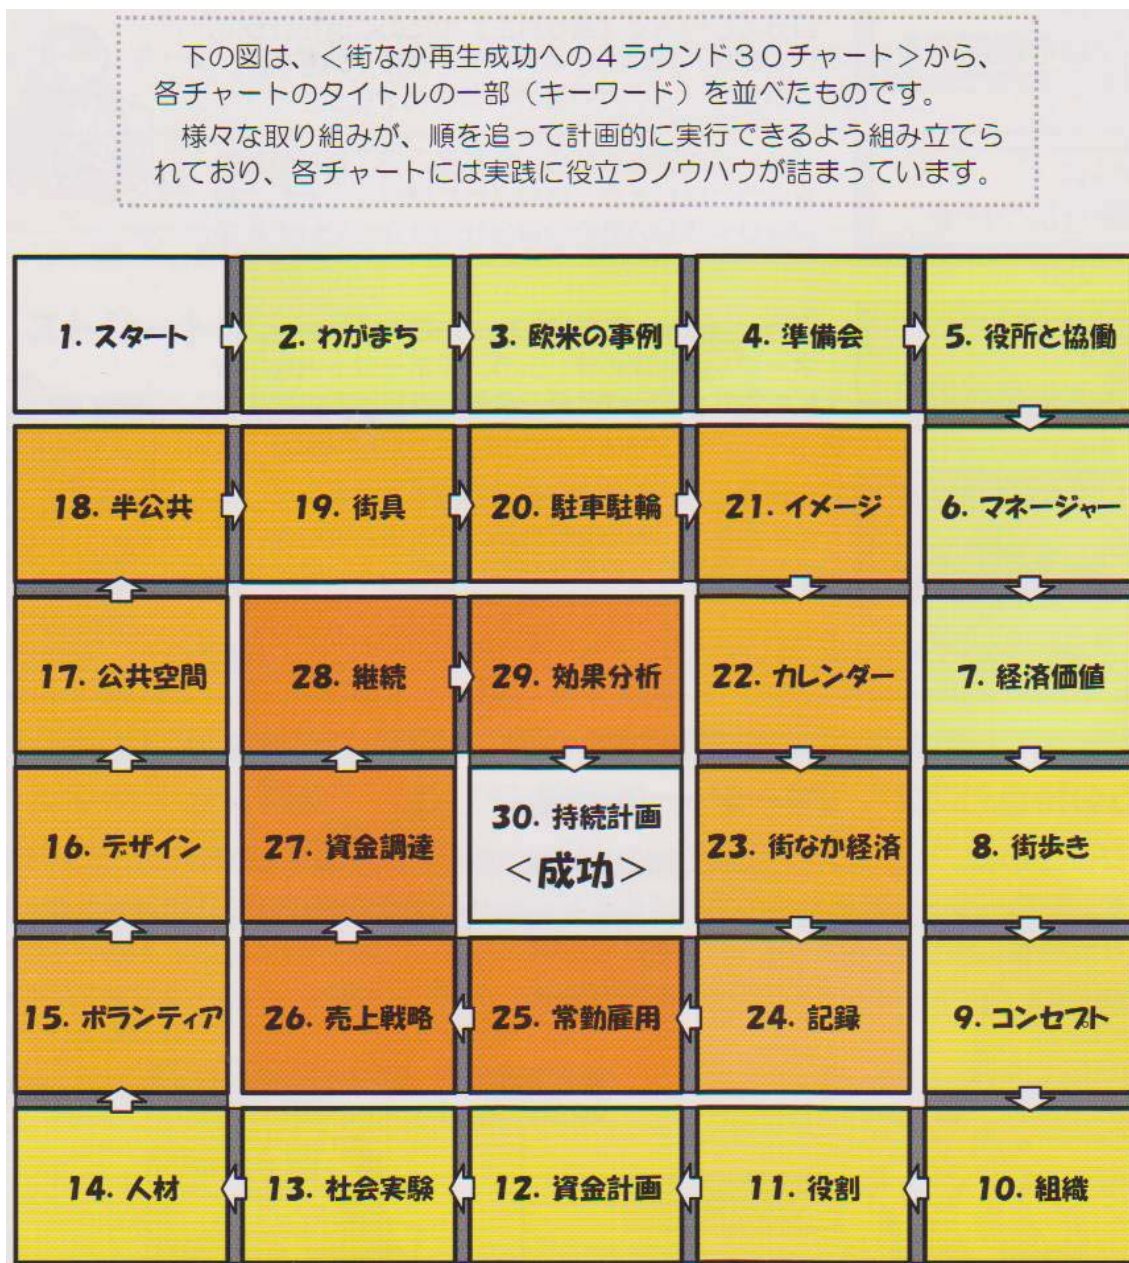 下の図は、＜街なか再生成功への４ラウンド３０チャート＞から、
各チャートのタイトルの一部（キーワード）を並べたものです。
様々な取り組みが、順を追って計画的に実行できるよう組み立てら
れており、各チャートには実践に役立つノウハウが詰まっています。
1. スタート
2. わがまち
3. 欧米の事例
4. 準備会
5. 役所と協働
18. 半公共
19. 街具
20. 駐車駐輪
21. イメージ
6. マネージャー
17. 公共空間
28. 継続
29. 効果分析
22. カレンダー
7. 経済価値
16. デザイン
27. 資金調達
30. 持続計画
＜成功＞
23. 街なか経済
8. 街歩き
15. ボランティア
26. 売上戦略
25. 常勤雇用
24. 記録
9. コンセプト
14. 人材
13. 社会実験
12. 資金計画
11. 役割
10. 組織